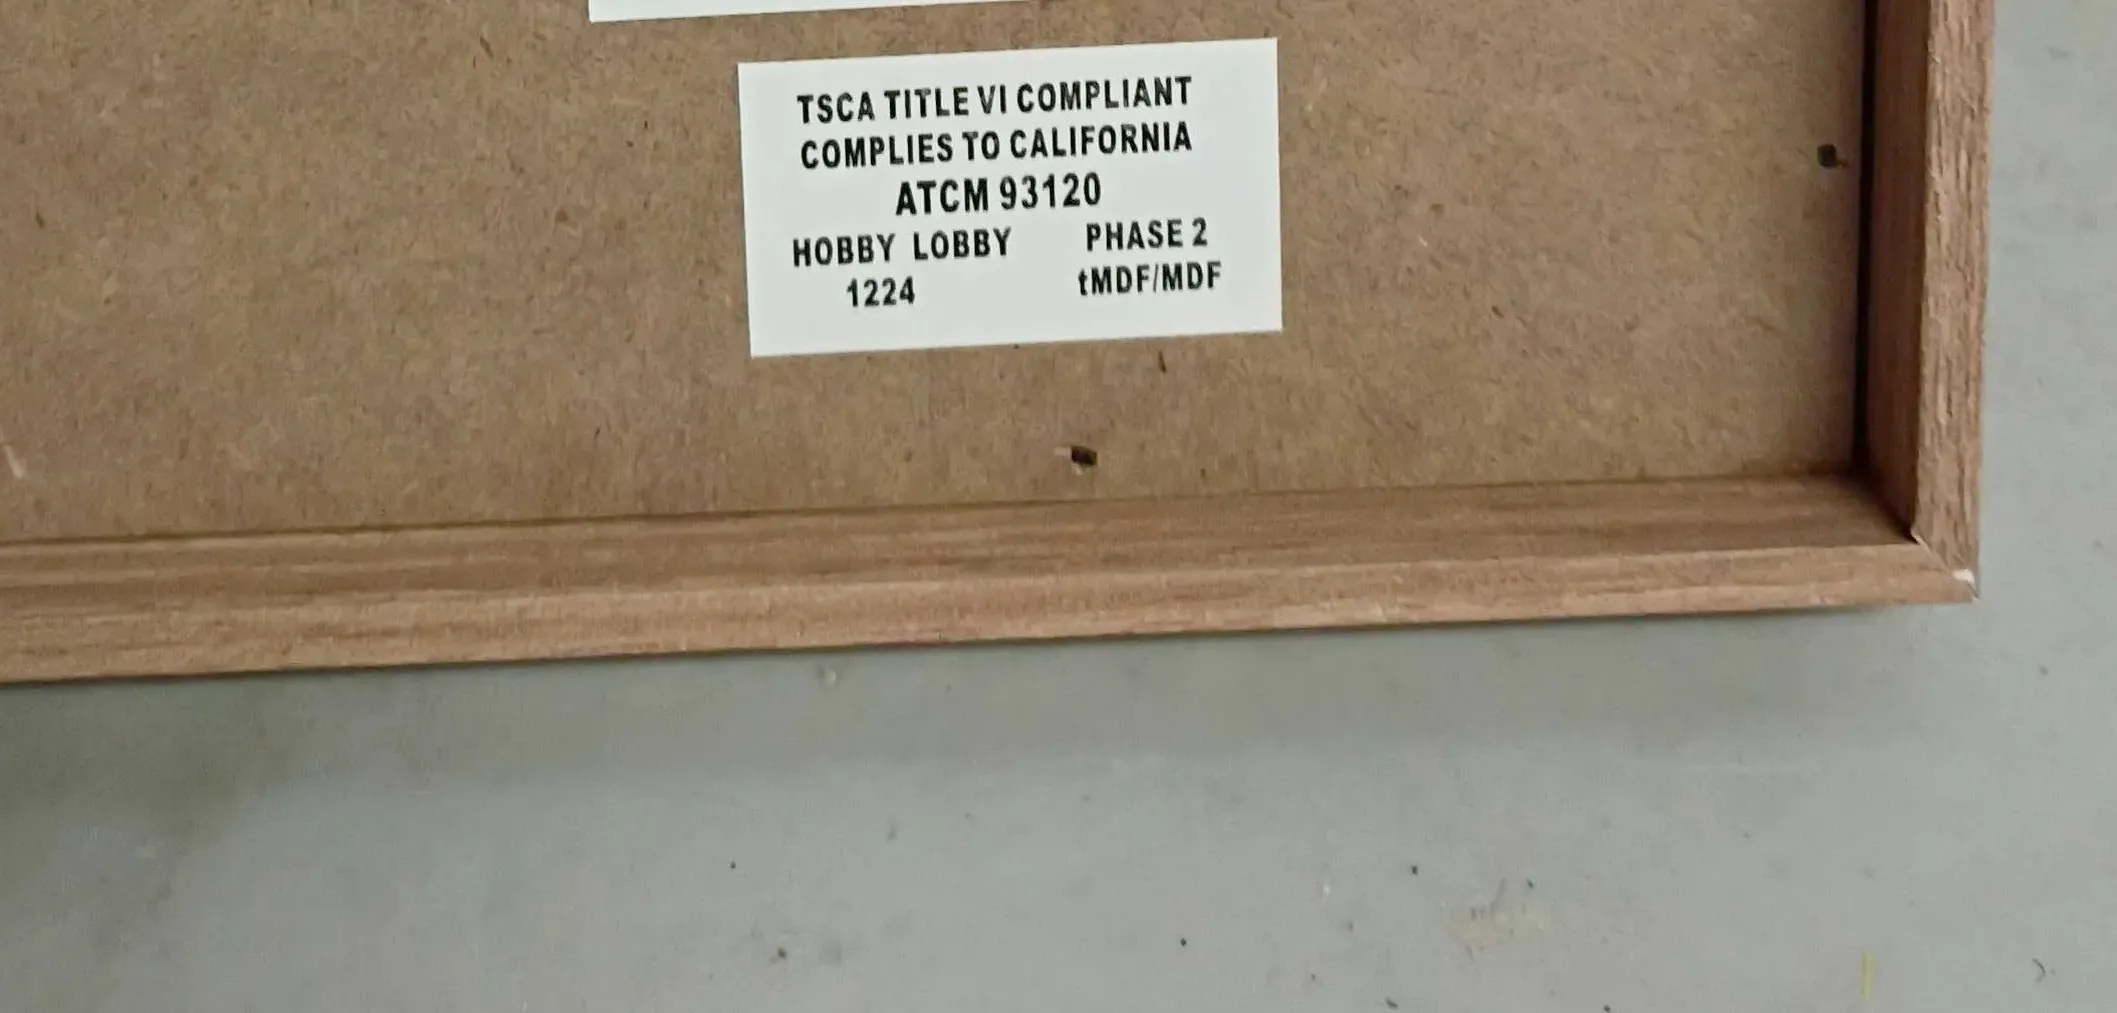 TSCA TITLE VI COMPLIANT
COMPLIES TO CALIFORNIA
ATCM 93120
HOBBY LOBBY PHASE 2
1224 tMDF/MDF